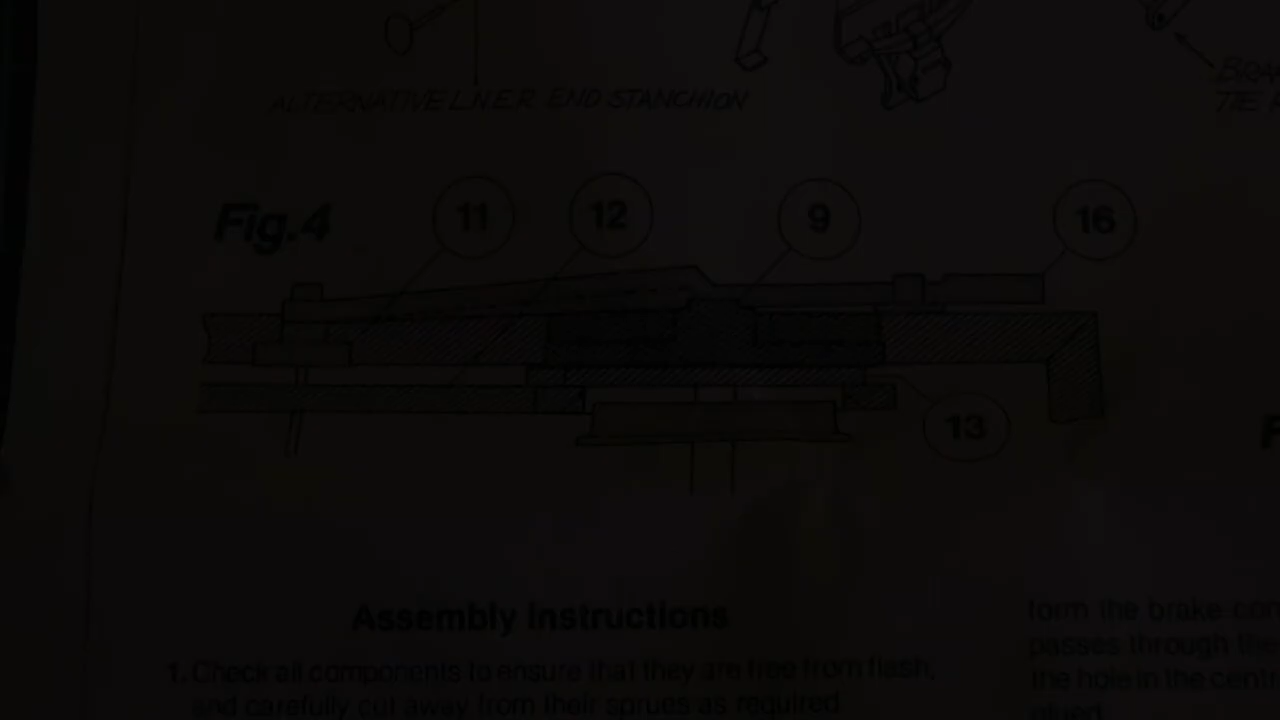 ALTERNATIVE L.N.E.R. END STANCHION
TIE
Fig.4
11
12
9
16
13
Assembly Instructions
1. Check all components to ensure that they are free from flash,
and carefully cut away from their sprues as required
form the brake
passes through the
the hole in the
glued